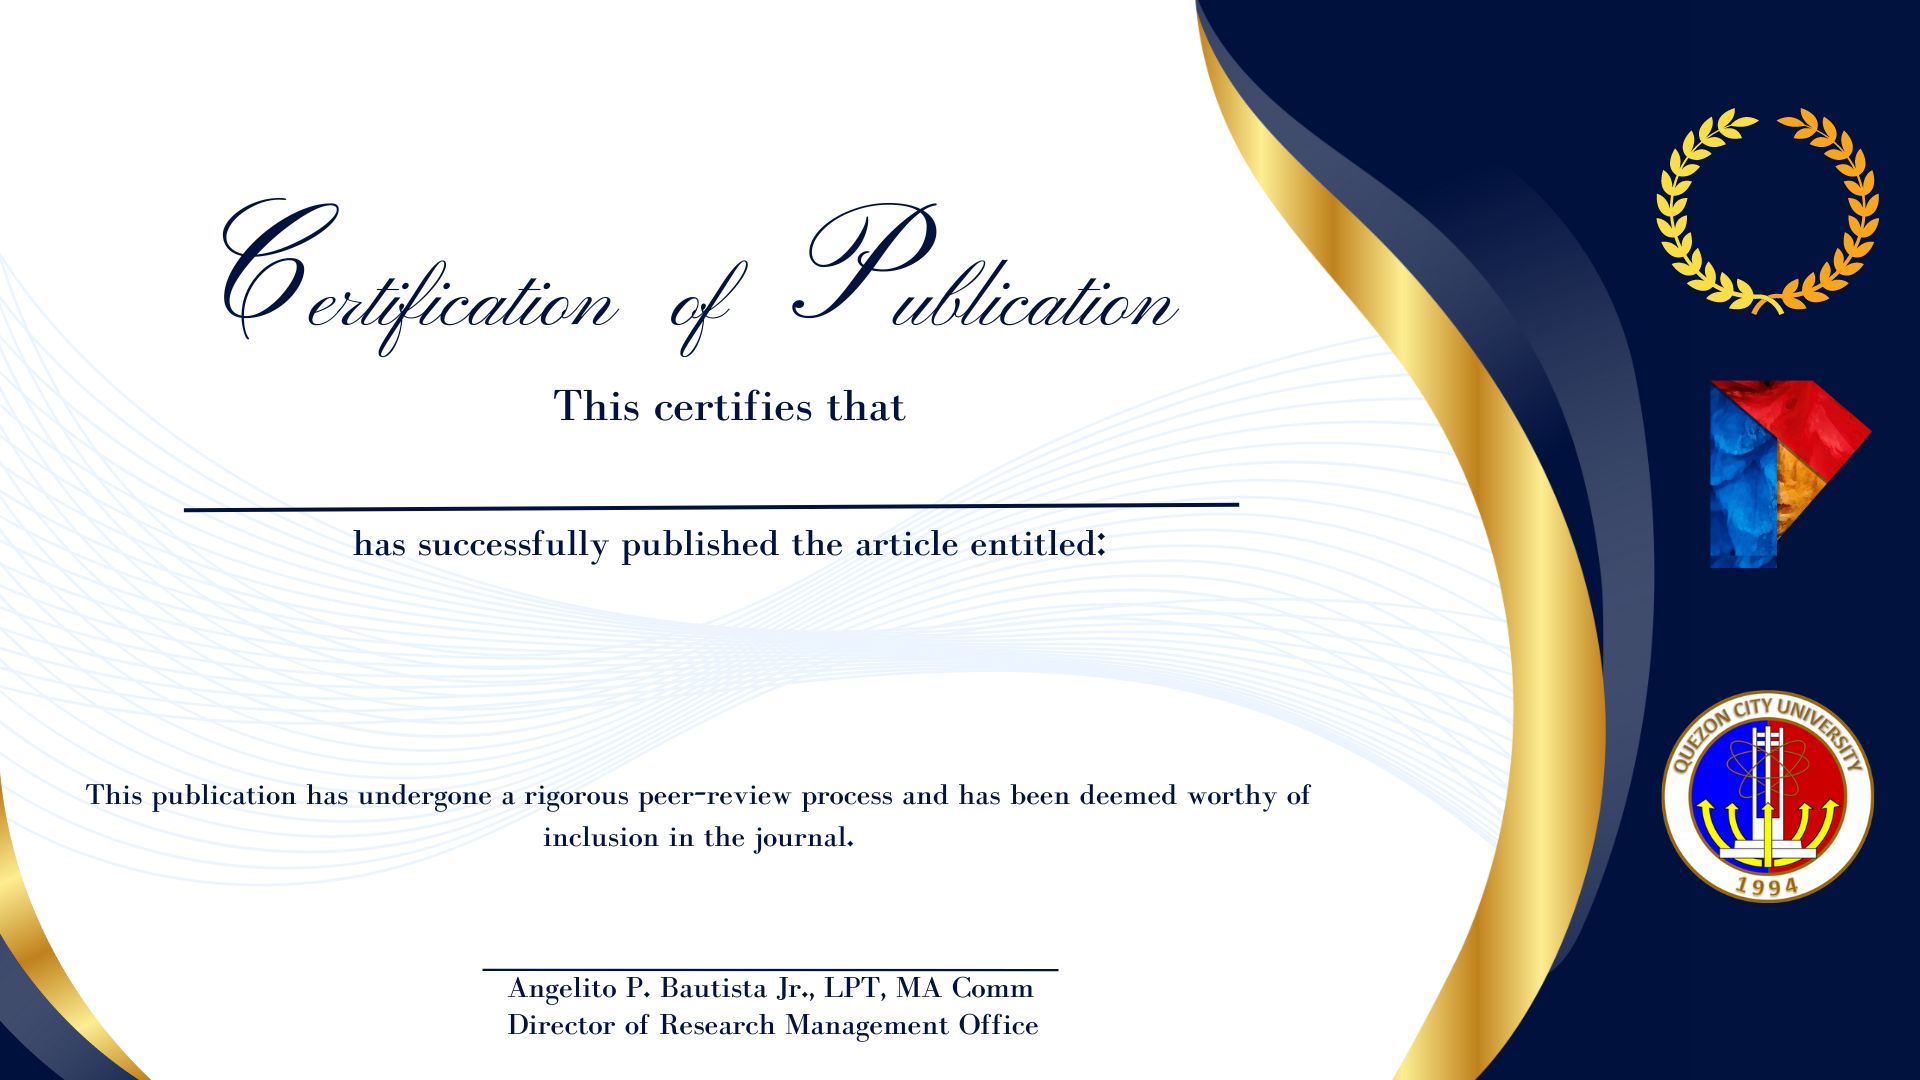 Certification of Publication
This certifies that
has successfully published the article entitled:
This publication has undergone a rigorous peer-review process and has been deemed worthy of
inclusion in the journal.
Angelito P. Bautista Jr., LPT, MA Comm
Director of Research Management Office
QUEZON CITY UNIVERSITY
1994